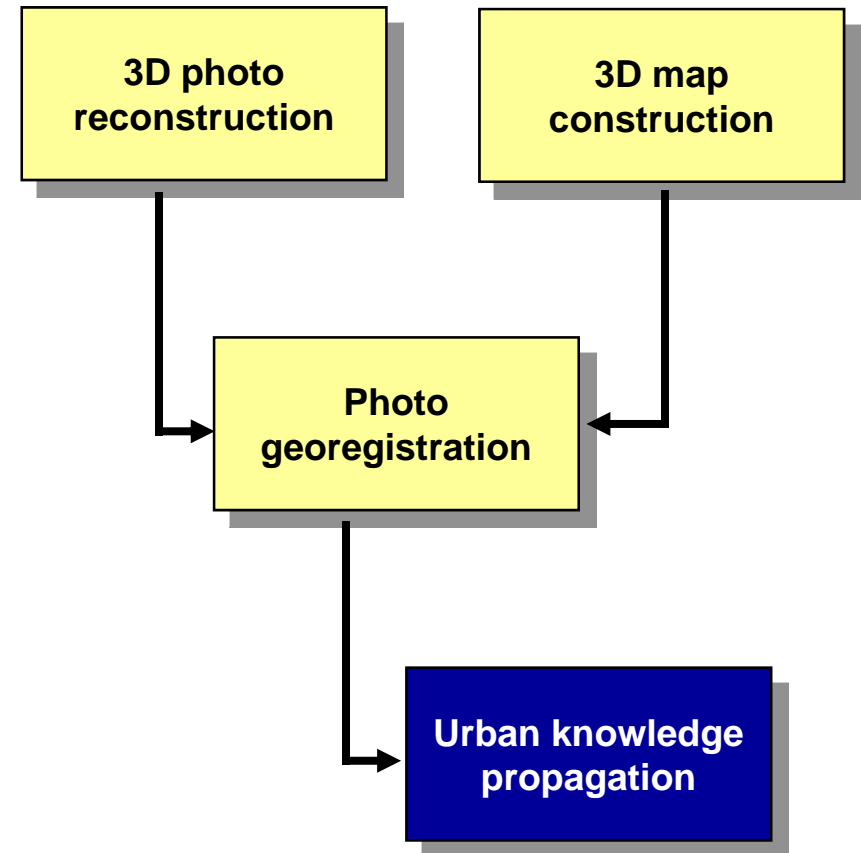 3D photo
reconstruction
3D map
construction
Photo
georegistration
Urban knowledge
propagation